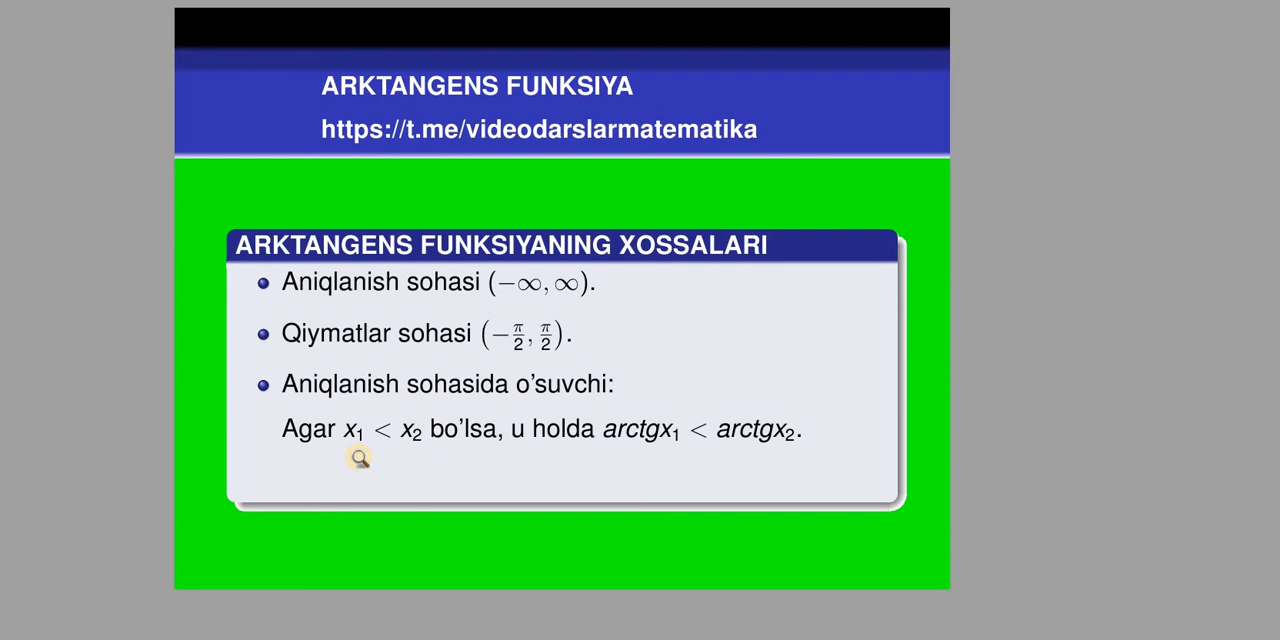 ARKTANGENS FUNKSIYA
https://t.me/videodarslarmatematika
ARKTANGENS FUNKSIYANING XOSSALARI
Aniqlanish sohasi (−∞, ∞).
Qiymatlar sohasi (−π/2, π/2).
Aniqlanish sohasida o'suvchi:
Agar x₁ < x₂ bo'lsa, u holda arctgx₁ < arctgx₂.